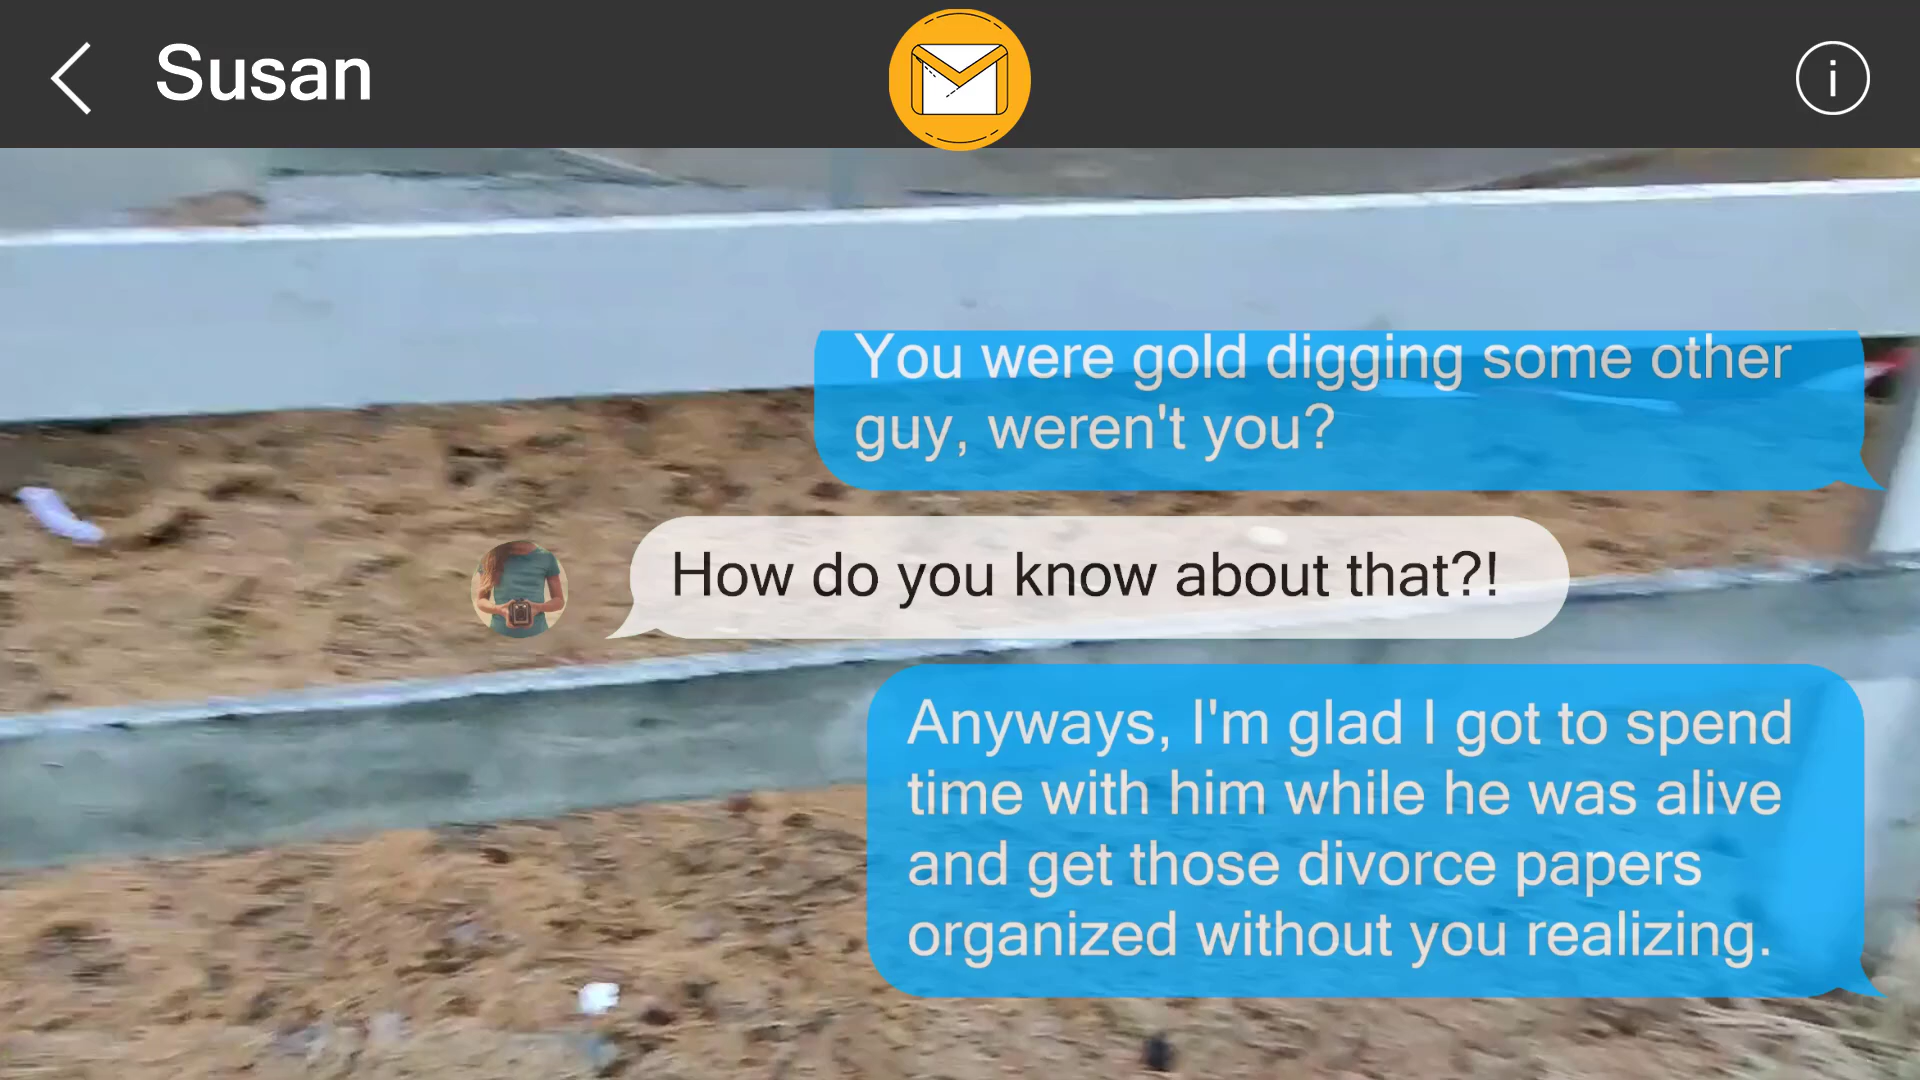 Susan
You were gold digging some other
guy, weren't you?
How do you know about that?!
Anyways, I'm glad I got to spend
time with him while he was alive
and get those divorce papers
organized without you realizing.